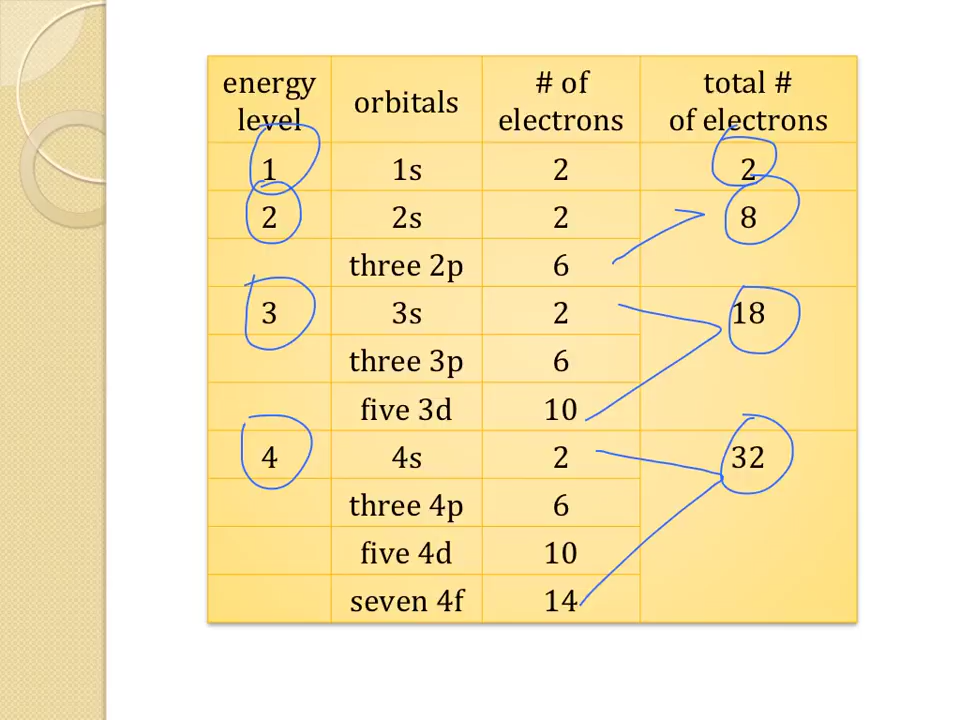 energy level orbitals # of electrons total # of electrons
1 1s 2 2
2 2s 2 8
three 2p 6
3 3s 2 18
three 3p 6
five 3d 10
4 4s 2 32
three 4p 6
five 4d 10
seven 4f 14